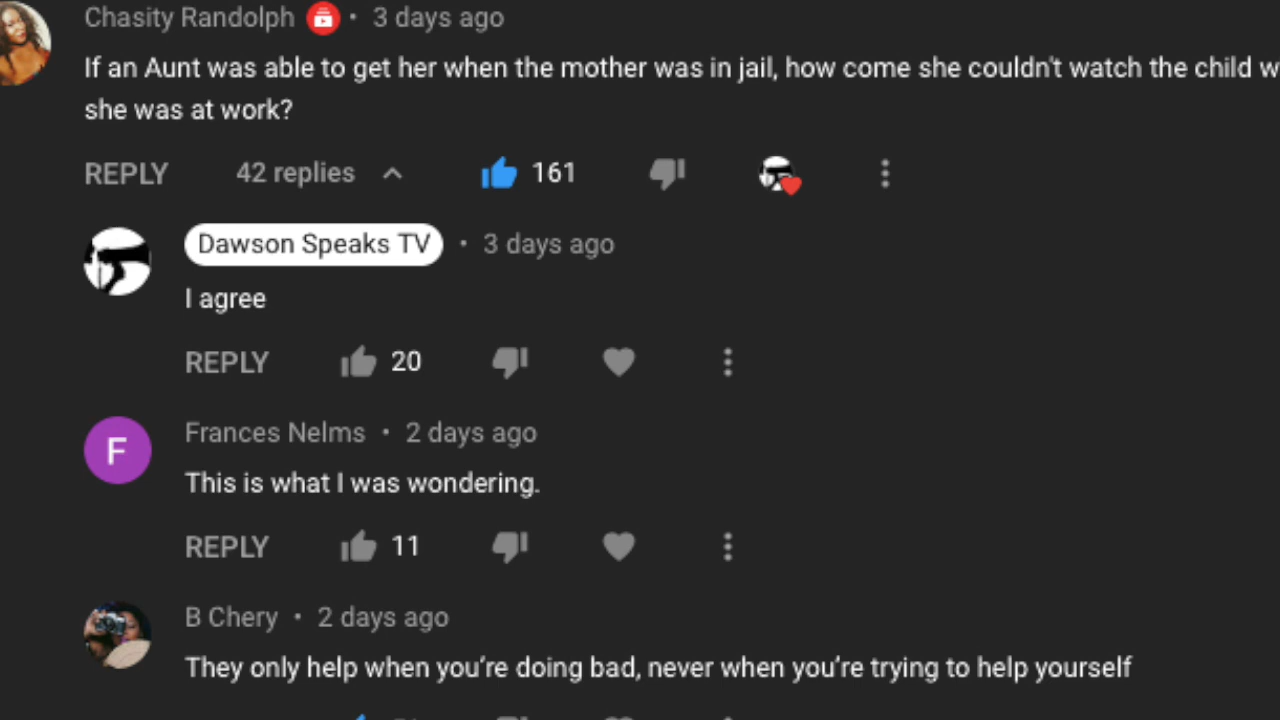 Chasity Randolph • 3 days ago
If an Aunt was able to get her when the mother was in jail, how come she couldn't watch the child w
she was at work?
REPLY 42 replies 161
Dawson Speaks TV • 3 days ago
I agree
REPLY 20
F
Frances Nelms • 2 days ago
This is what I was wondering.
REPLY 11
B Chery • 2 days ago
They only help when you’re doing bad, never when you’re trying to help yourself